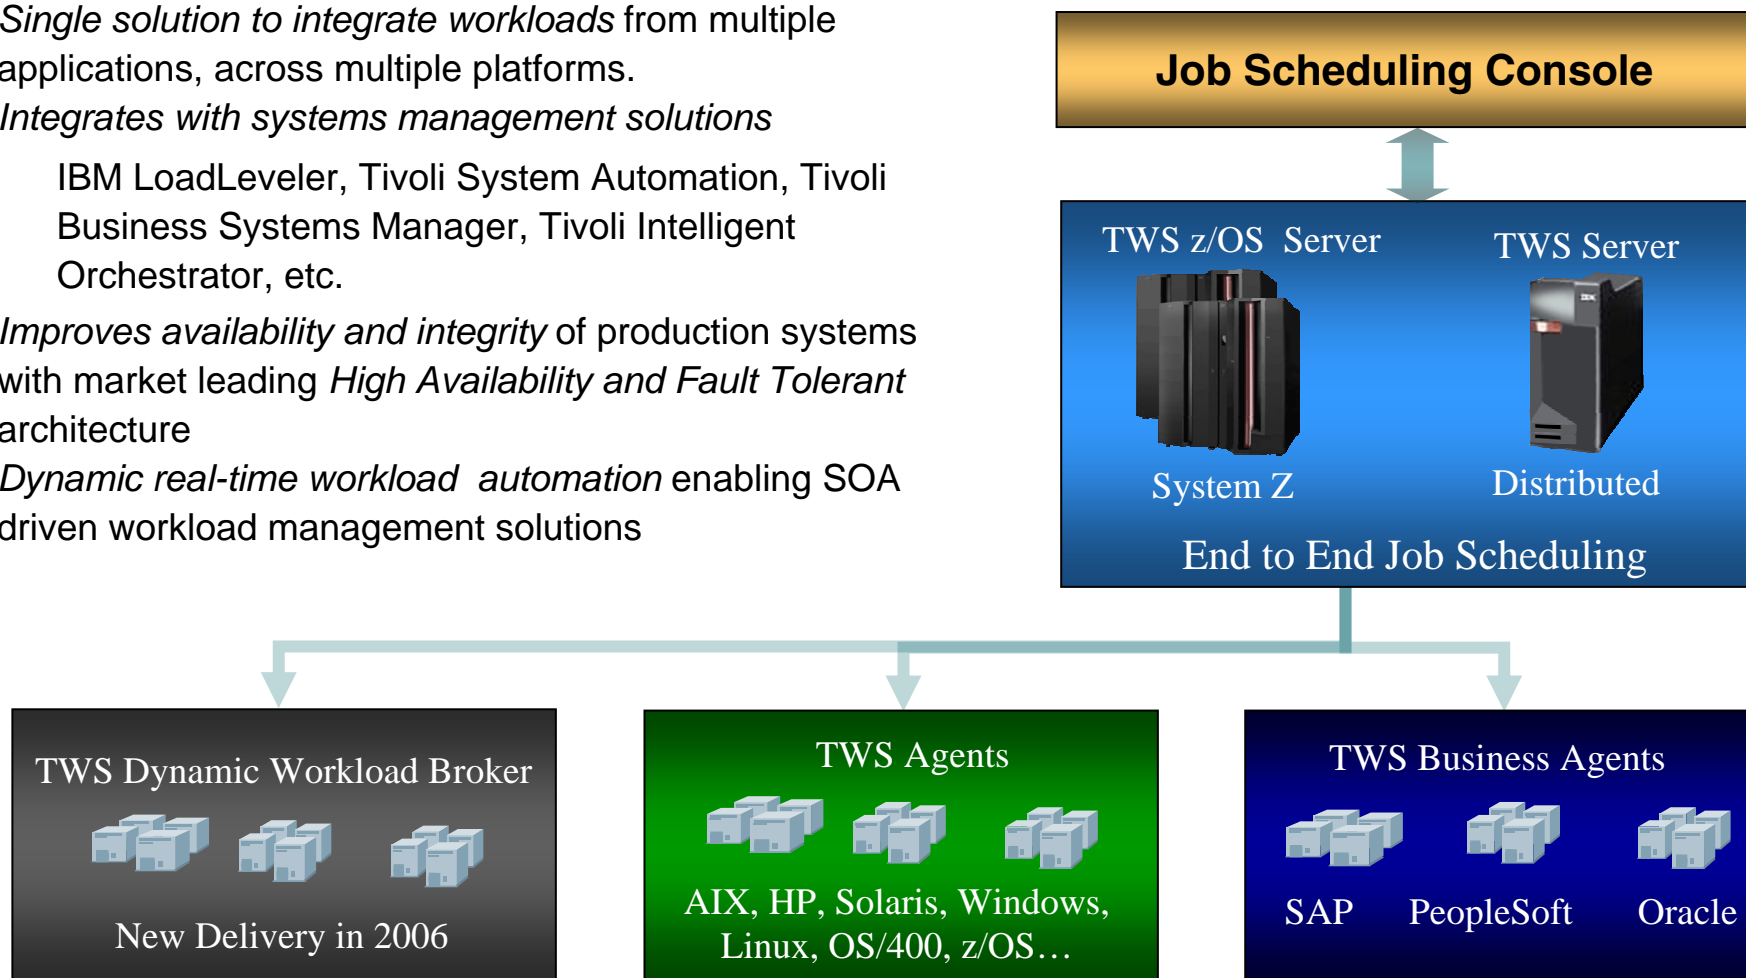 Single solution to integrate workloads from multiple
applications, across multiple platforms.
Integrates with systems management solutions
IBM LoadLeveler, Tivoli System Automation, Tivoli
Business Systems Manager, Tivoli Intelligent
Orchestrator, etc.
Improves availability and integrity of production systems
with market leading High Availability and Fault Tolerant
architecture
Dynamic real-time workload automation enabling SOA
driven workload management solutions
Job Scheduling Console
TWS z/OS Server
TWS Server
IBM
System Z
Distributed
End to End Job Scheduling
TWS Dynamic Workload Broker
New Delivery in 2006
TWS Agents
AIX, HP, Solaris, Windows,
Linux, OS/400, z/OS…
TWS Business Agents
SAP PeopleSoft Oracle